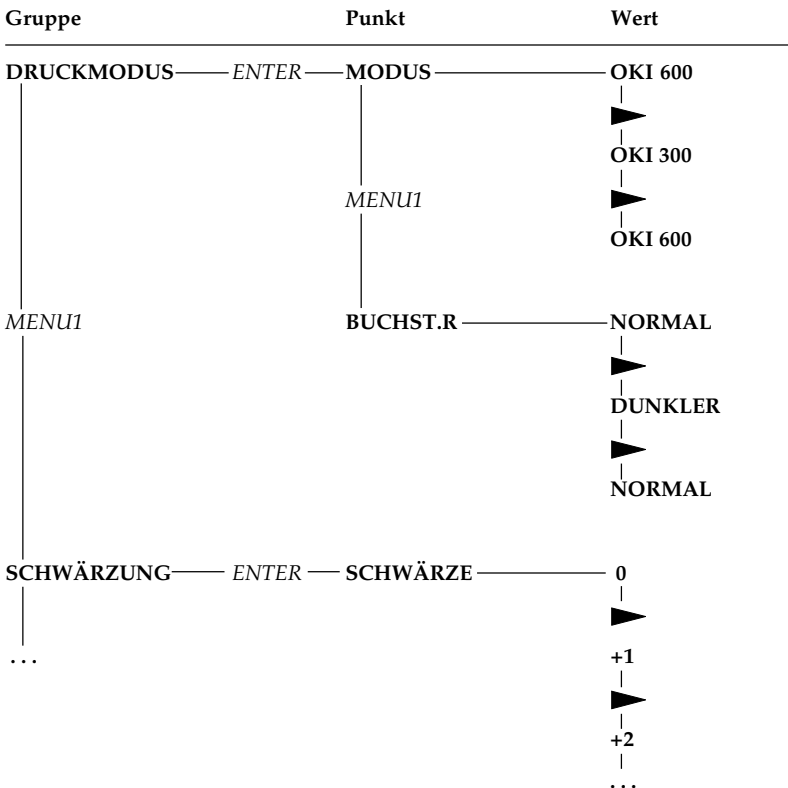 Gruppe Punkt Wert
DRUCKMODUS ENTER MODUS OKI 600
OKI 300
MENU1
OKI 600
MENU1 BUCHST.R NORMAL
DUNKLER
NORMAL
SCHWÄRZUNG ENTER SCHWÄRZE 0
. . . +1
+2
. . .